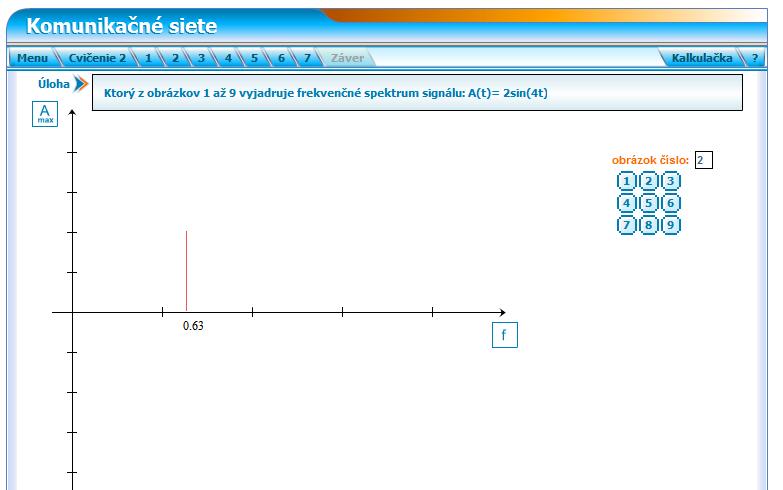 Komunikačné siete
Menu Cvičenie 2 1 2 3 4 5 6 7 Záver Kalkulačka ?
Úloha
Ktorý z obrázkov 1 až 9 vyjadruje frekvenčné spektrum signálu: A(t)= 2sin(4t)
A
max
obrázok číslo: 2
1 2 3
4 5 6
7 8 9
0.63
f